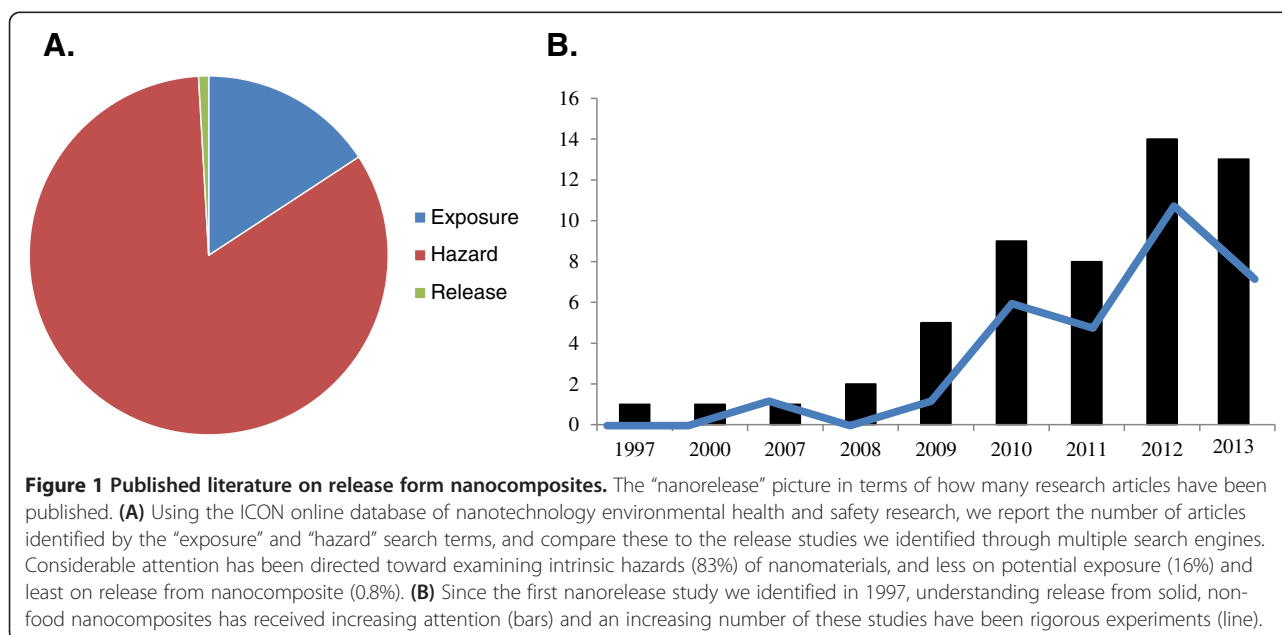 A.
Exposure
Hazard
Release
B.
16
14
12
10
8
6
4
2
0
1997 2000 2007 2008 2009 2010 2011 2012 2013
Figure 1 Published literature on release form nanocomposites. The “nanorelease” picture in terms of how many research articles have been
published. (A) Using the ICON online database of nanotechnology environmental health and safety research, we report the number of articles
identified by the “exposure” and “hazard” search terms, and compare these to the release studies we identified through multiple search engines.
Considerable attention has been directed toward examining intrinsic hazards (83%) of nanomaterials, and less on potential exposure (16%) and
least on release from nanocomposite (0.8%). (B) Since the first nanorelease study we identified in 1997, understanding release from solid, non-
food nanocomposites has received increasing attention (bars) and an increasing number of these studies have been rigorous experiments (line).